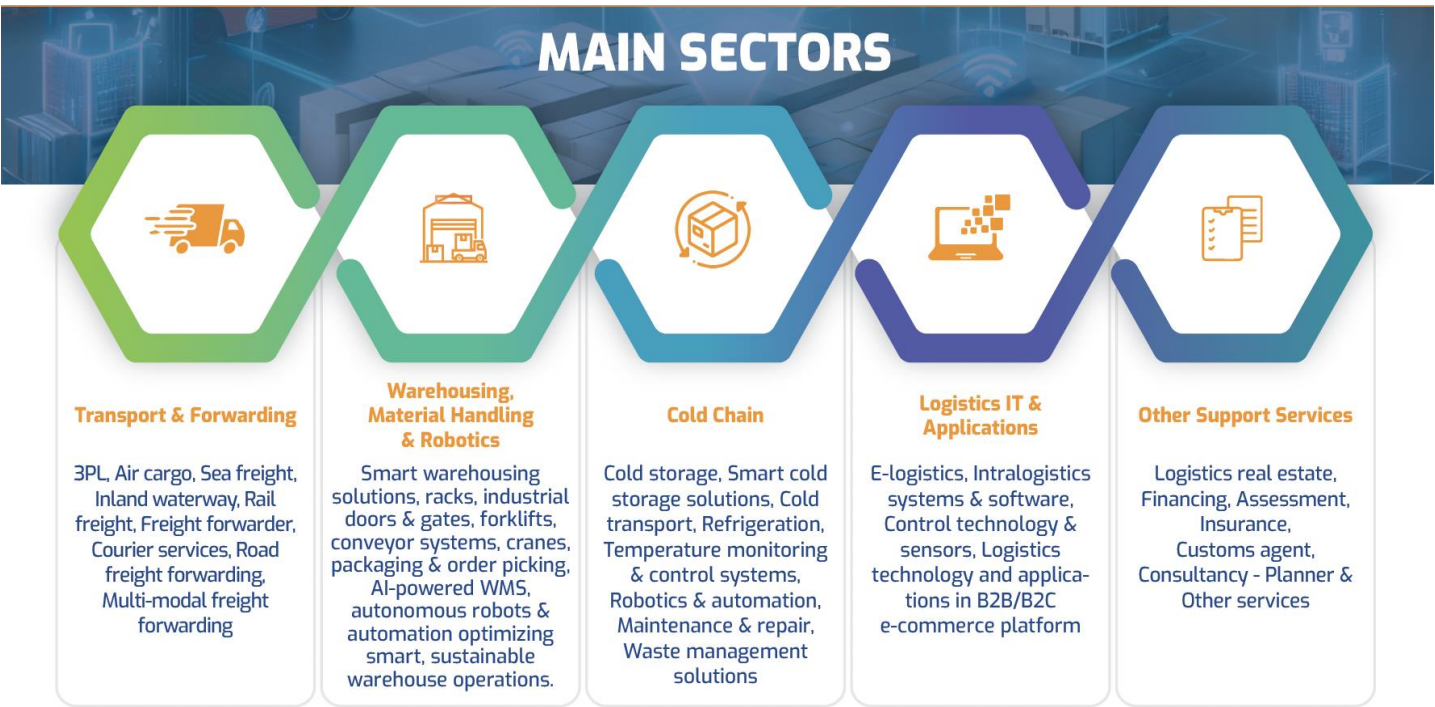 MAIN SECTORS
Transport & Forwarding
3PL, Air cargo, Sea freight,
Inland waterway, Rail
freight, Freight forwarder,
Courier services, Road
freight forwarding,
Multi-modal freight
forwarding
Warehousing,
Material Handling
& Robotics
Smart warehousing
solutions, racks, industrial
doors & gates, forklifts,
conveyor systems, cranes,
packaging & order picking,
AI-powered WMS,
autonomous robots &
automation optimizing
smart, sustainable
warehouse operations.
Cold Chain
Cold storage, Smart cold
storage solutions, Cold
transport, Refrigeration,
Temperature monitoring
& control systems,
Robotics & automation,
Maintenance & repair,
Waste management
solutions
Logistics IT &
Applications
E-logistics, Intralogistics
systems & software,
Control technology &
sensors, Logistics
technology and applica-
tions in B2B/B2C
e-commerce platform
Other Support Services
Logistics real estate,
Financing, Assessment,
Insurance,
Customs agent,
Consultancy - Planner &
Other services